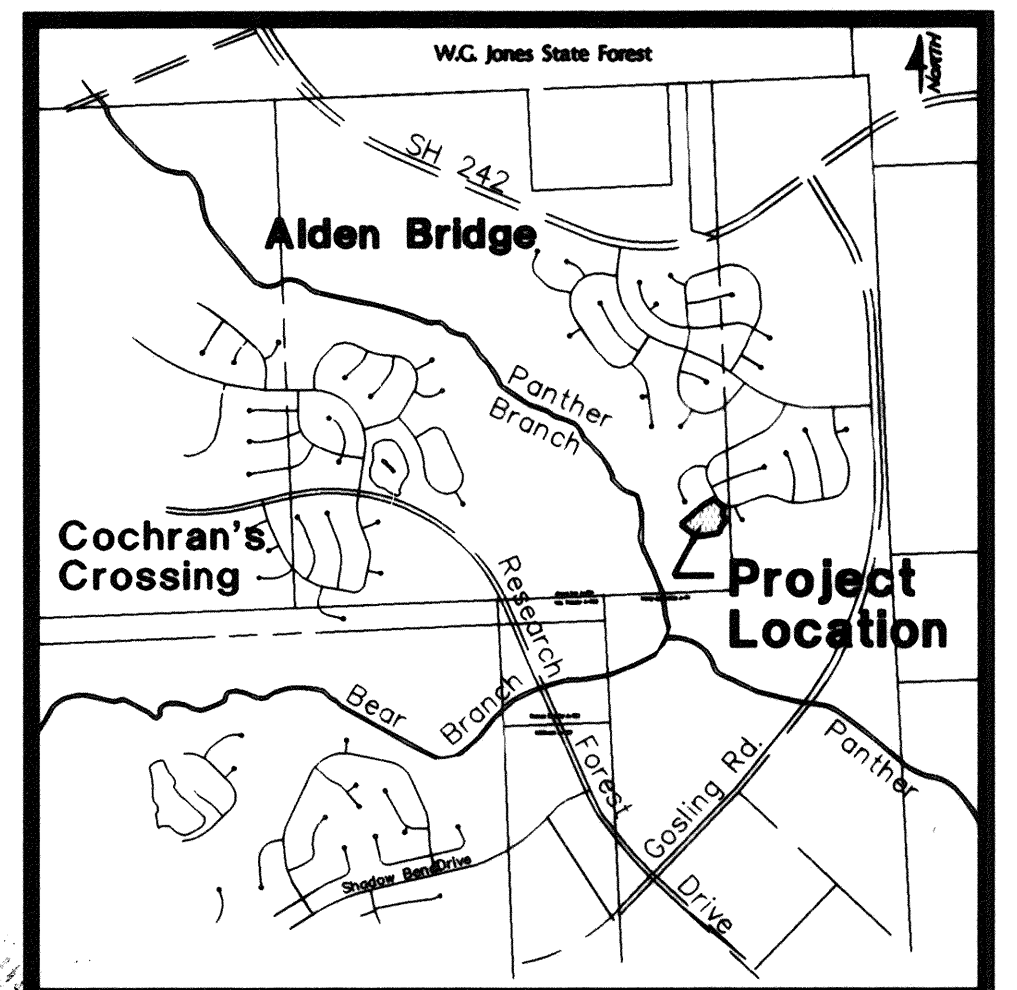 W.G. Jones State Forest
NORTH
SH 242
Alden Bridge
Panther
Branch
Cochran's
Crossing
Project
Location
Research
Forest
Drive
Bear
Branch
Gosling Rd.
Panther
Shadow Bend Drive